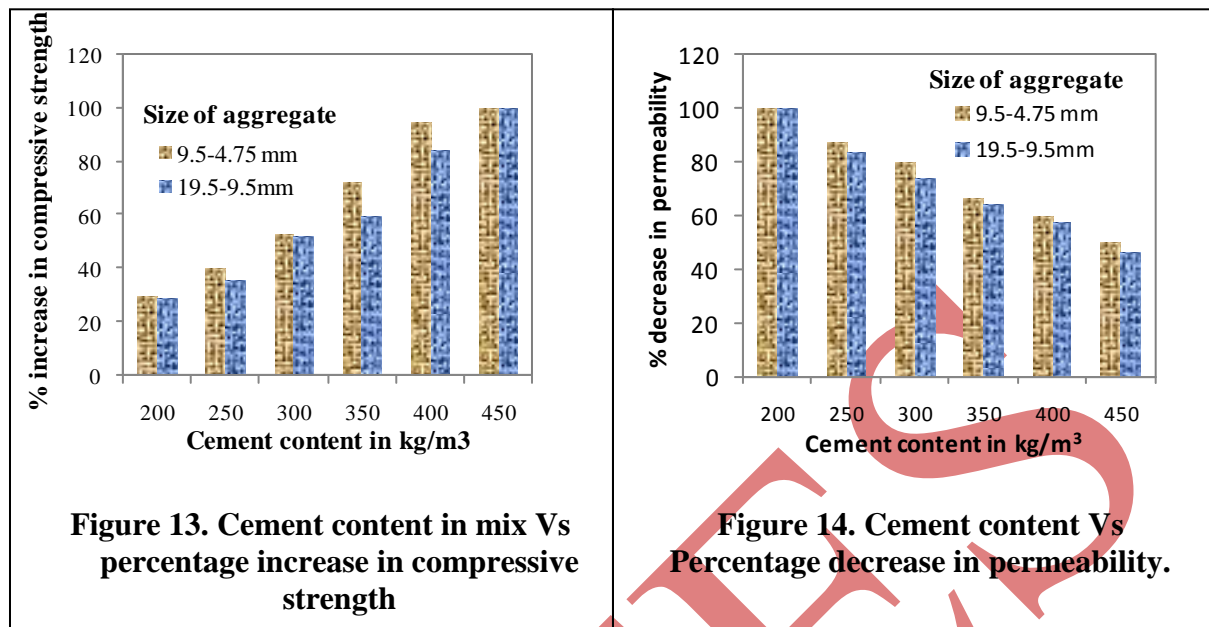 % increase in compressive strength
120
100
80
60
40
20
0
Size of aggregate
9.5-4.75 mm
19.5-9.5mm
200 250 300 350 400 450
Cement content in kg/m3
Figure 13. Cement content in mix Vs
percentage increase in compressive
strength
% decrease in permeability
120
100
80
60
40
20
0
Size of aggregate
9.5-4.75 mm
19.5-9.5mm
200 250 300 350 400 450
Cement content in kg/m³
Figure 14. Cement content Vs
Percentage decrease in permeability.